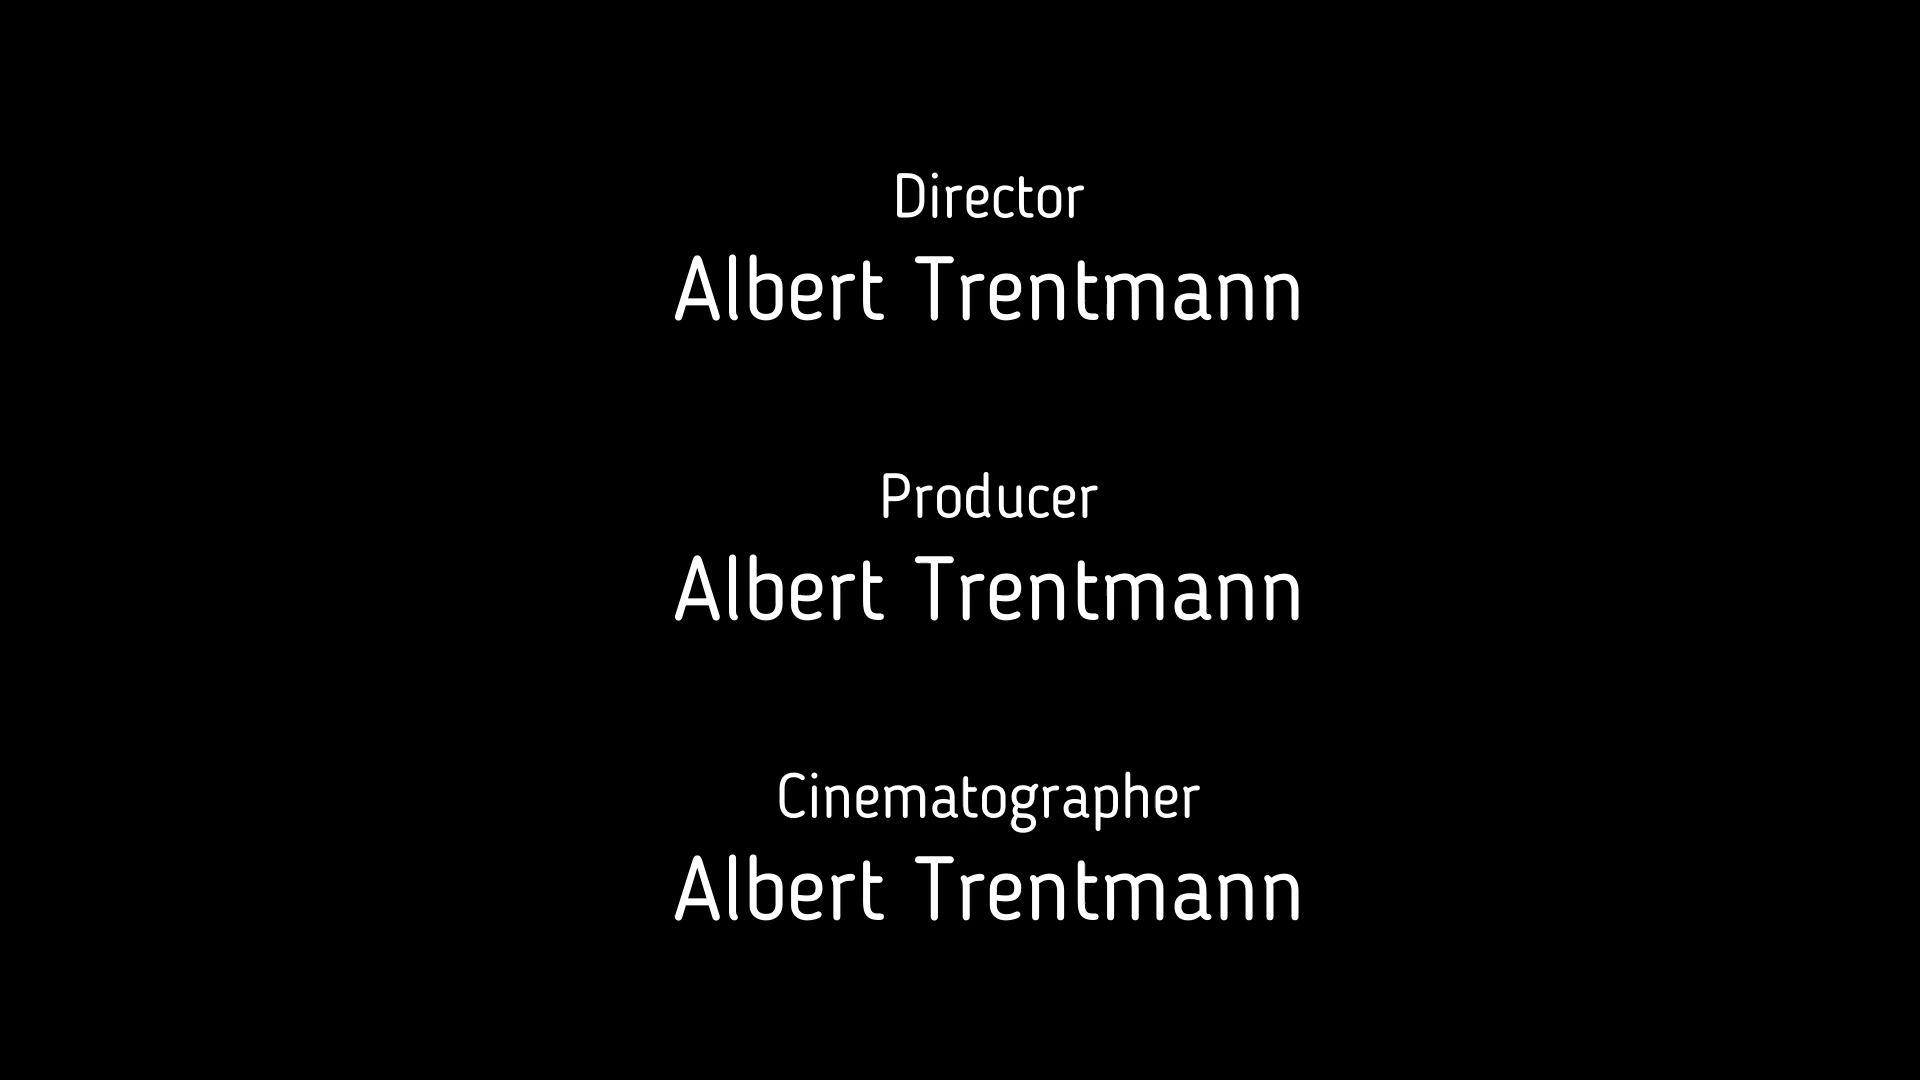 Director
Albert Trentmann
Producer
Albert Trentmann
Cinematographer
Albert Trentmann